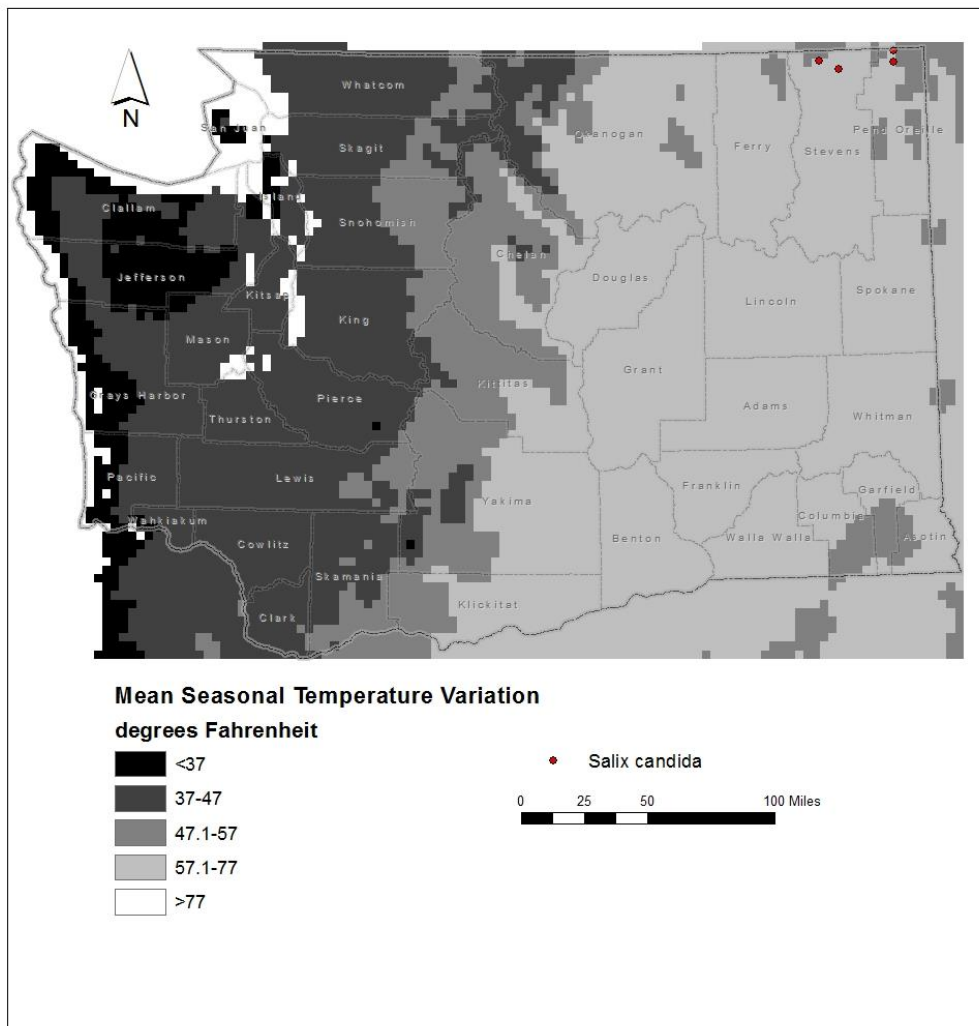 N
Whatcom
San Juan
Skagit
Okanogan
Ferry
Stevens
Pend Oreille
Island
Clallam
Snohomish
Chelan
Jefferson
Kitsap
Douglas
Lincoln
Spokane
King
Mason
Grays Harbor
Kittitas
Grant
Pierce
Thurston
Adams
Whitman
Pacific
Lewis
Yakima
Franklin
Garfield
Columbia
Wahkiakum
Cowlitz
Benton
Walla Walla
Asotin
Skamania
Clark
Klickitat
Mean Seasonal Temperature Variation
degrees Fahrenheit
<37
37-47
47.1-57
57.1-77
>77
Salix candida
0 25 50 100 Miles